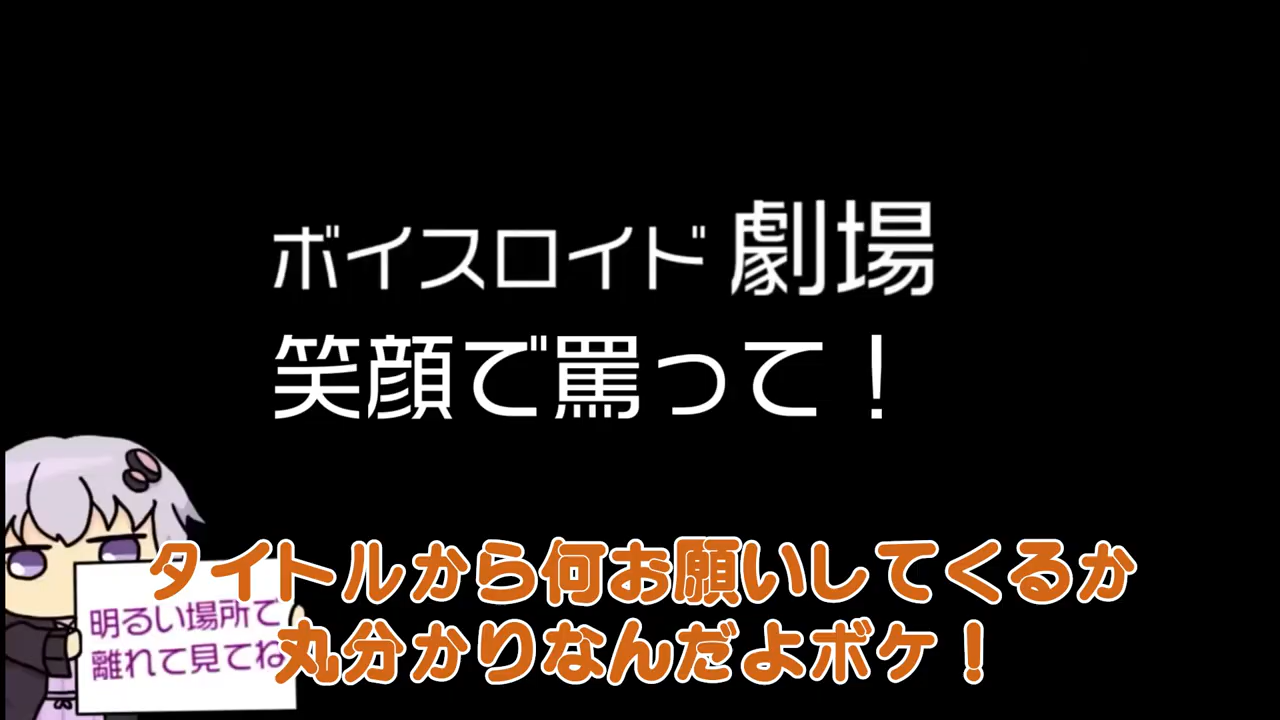 ボイスロイド劇場
笑顔で罵って！
タイトルから何お願いしてくるか
丸分かりなんだよボケ！
明るい場所で
離れて見てね